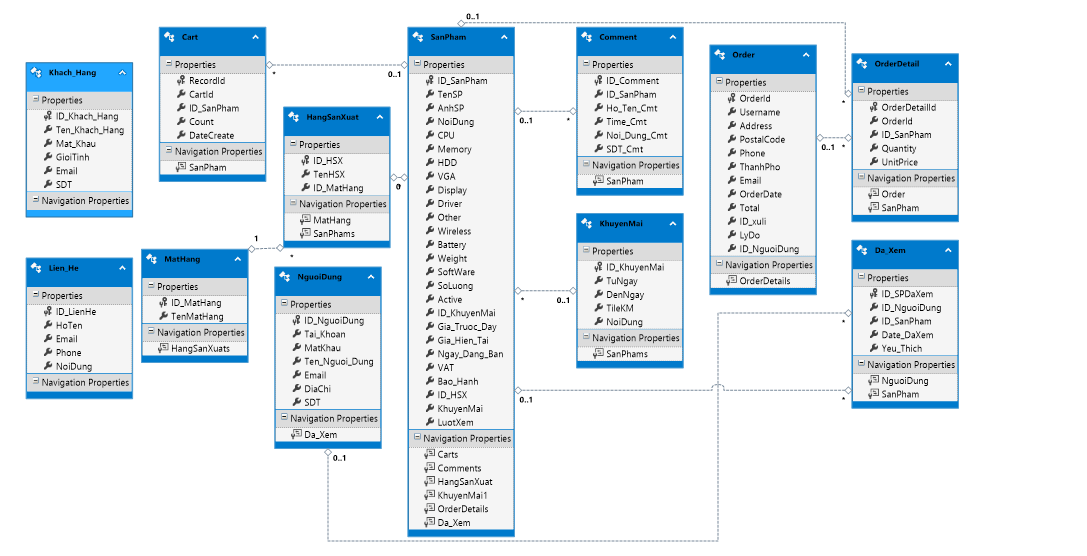 Khach_Hang
Properties
ID_Khach_Hang
Ten_Khach_Hang
Mat_Khau
GioiTinh
Email
SDT
Navigation Properties
Lien_He
Properties
ID_LienHe
HoTen
Email
Phone
NoiDung
Navigation Properties
Cart
Properties
RecordId
CartId
ID_SanPham
Count
DateCreate
Navigation Properties
SanPham
* 0..1
MatHang
Properties
ID_MatHang
TenMatHang
Navigation Properties
HangSanXuats
1 *
HangSanXuat
Properties
ID_HSX
TenHSX
ID_MatHang
Navigation Properties
MatHang
SanPhams
NguoiDung
Properties
ID_NguoiDung
Tai_Khoan
MatKhau
Ten_Nguoi_Dung
Email
DiaChi
SDT
Navigation Properties
Da_Xem
0..1 *
SanPham
Properties
ID_SanPham
TenSP
AnhSP
NoiDung
CPU
Memory
HDD
VGA
Display
Driver
Other
Wireless
Battery
Weight
SoftWare
SoLuong
Active
ID_KhuyenMai
Gia_Truoc_Day
Gia_Hien_Tai
Ngay_Dang_Ban
VAT
Bao_Hanh
ID_HSX
KhuyenMai
LuotXem
Navigation Properties
Carts
Comments
HangSanXuat
KhuyenMai1
OrderDetails
Da_Xem
0..1 *
0..1 *
* 0..1
0..1 *
Comment
Properties
ID_Comment
ID_SanPham
Ho_Ten_Cmt
Time_Cmt
Noi_Dung_Cmt
SDT_Cmt
Navigation Properties
SanPham
KhuyenMai
Properties
ID_KhuyenMai
TuNgay
DenNgay
TileKM
NoiDung
Navigation Properties
SanPhams
Order
Properties
OrderId
Username
Address
PostalCode
Phone
ThanhPho
Email
OrderDate
Total
ID_xuli
LyDo
ID_NguoiDung
Navigation Properties
OrderDetails
0..1 *
OrderDetail
Properties
OrderDetailId
OrderId
ID_SanPham
Quantity
UnitPrice
Navigation Properties
Order
SanPham
Da_Xem
Properties
ID_SPDaXem
ID_NguoiDung
ID_SanPham
Date_DaXem
Yeu_Thich
Navigation Properties
NguoiDung
SanPham